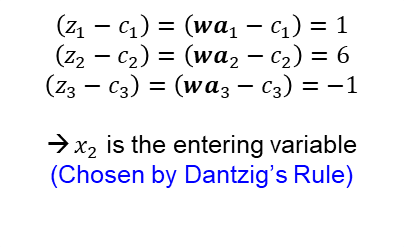 (z₁ − c₁) = (wa₁ − c₁) = 1
(z₂ − c₂) = (wa₂ − c₂) = 6
(z₃ − c₃) = (wa₃ − c₃) = −1
→ x₂ is the entering variable
(Chosen by Dantzig's Rule)